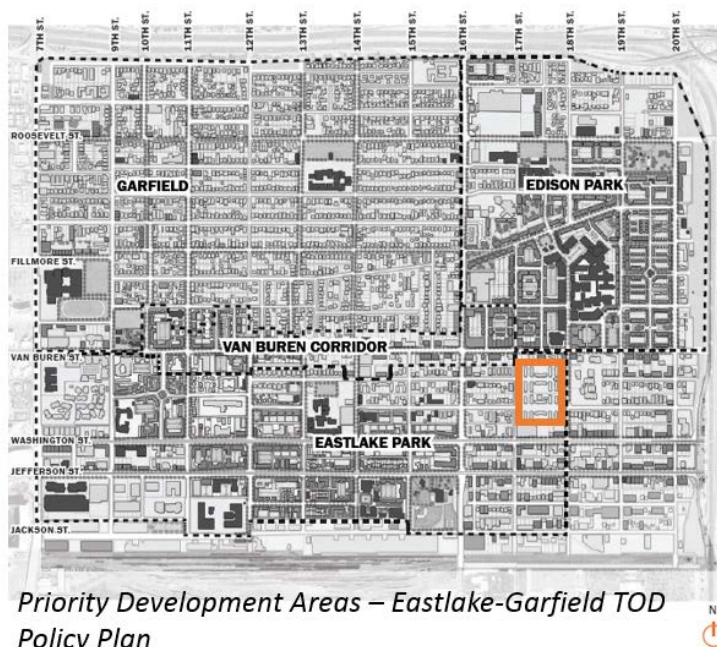 7TH ST.
9TH ST.
10TH ST.
11TH ST.
12TH ST.
13TH ST.
14TH ST.
15TH ST.
16TH ST.
17TH ST.
18TH ST.
19TH ST.
20TH ST.
ROOSEVELT ST.
GARFIELD
EDISON PARK
FILLMORE ST.
VAN BUREN CORRIDOR
VAN BUREN ST.
WASHINGTON ST.
EASTLAKE PARK
JEFFERSON ST.
JACKSON ST.
Priority Development Areas – Eastlake-Garfield TOD
Policy Plan
N